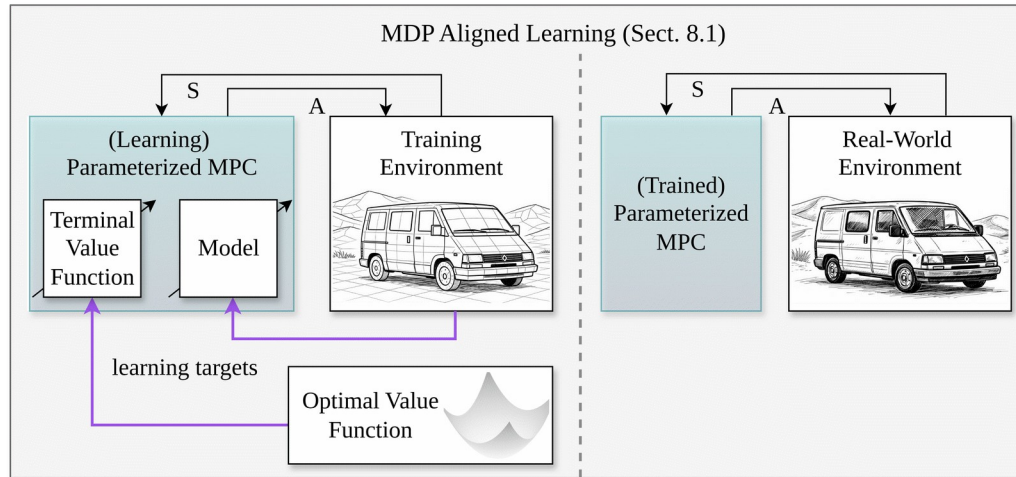 MDP Aligned Learning (Sect. 8.1)
S
A
(Learning)
Parameterized MPC
Terminal
Value
Function
Model
Training
Environment
learning targets
Optimal Value
Function
S
A
(Trained)
Parameterized
MPC
Real-World
Environment